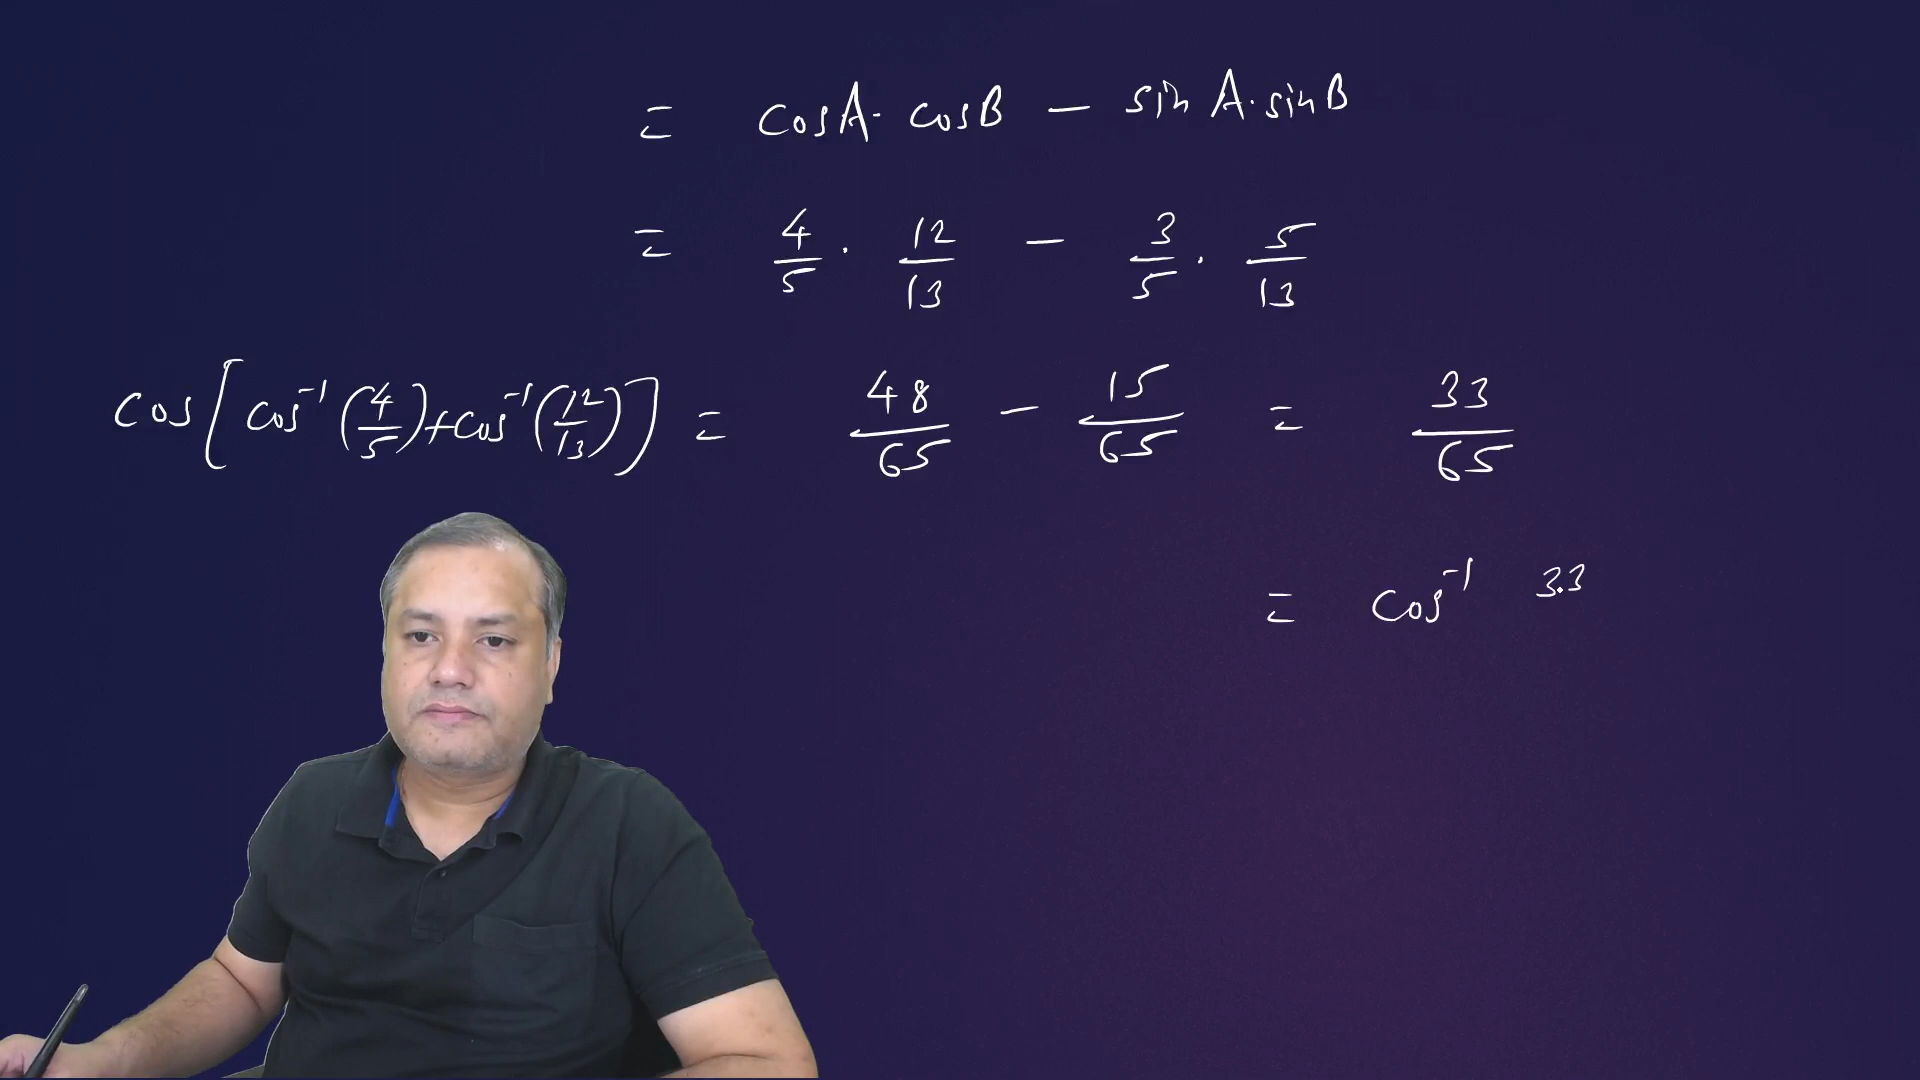 = cosA· cosB − sin A·sinB
= 4/5 · 12/13 − 3/5 · 5/13
cos[cos⁻¹(4/5)+cos⁻¹(12/13)] = 48/65 − 15/65 = 33/65
= cos⁻¹ 33